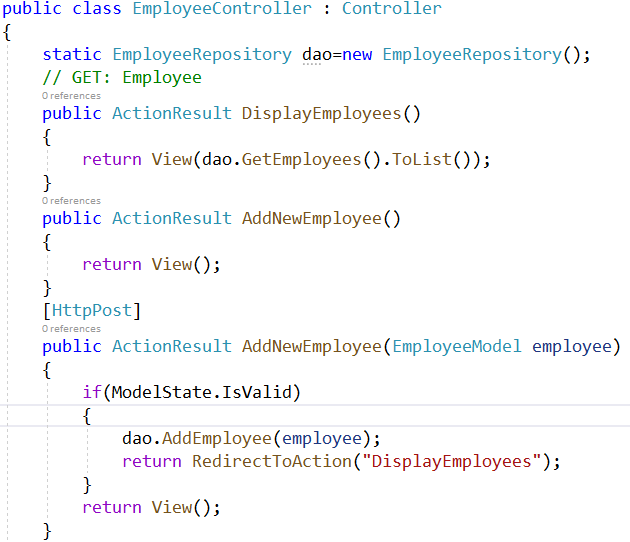 public class EmployeeController : Controller
{
static EmployeeRepository dao=new EmployeeRepository();
// GET: Employee
0 references
public ActionResult DisplayEmployees()
{
return View(dao.GetEmployees().ToList());
}
0 references
public ActionResult AddNewEmployee()
{
return View();
}
[HttpPost]
0 references
public ActionResult AddNewEmployee(EmployeeModel employee)
{
if(ModelState.IsValid)
{
dao.AddEmployee(employee);
return RedirectToAction("DisplayEmployees");
}
return View();
}